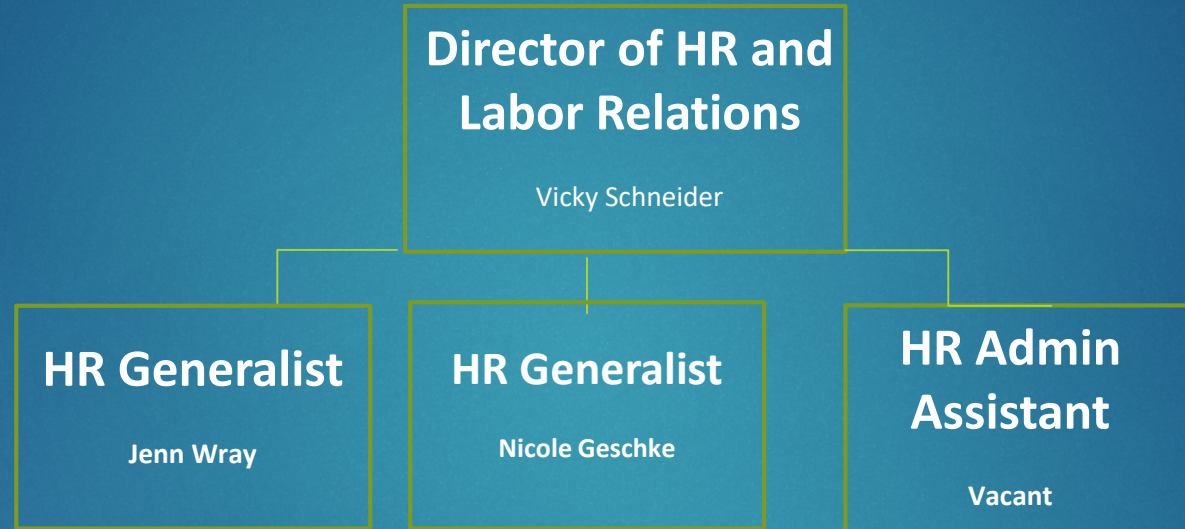 Director of HR and
Labor Relations
Vicky Schneider
HR Generalist
Jenn Wray
HR Generalist
Nicole Geschke
HR Admin
Assistant
Vacant